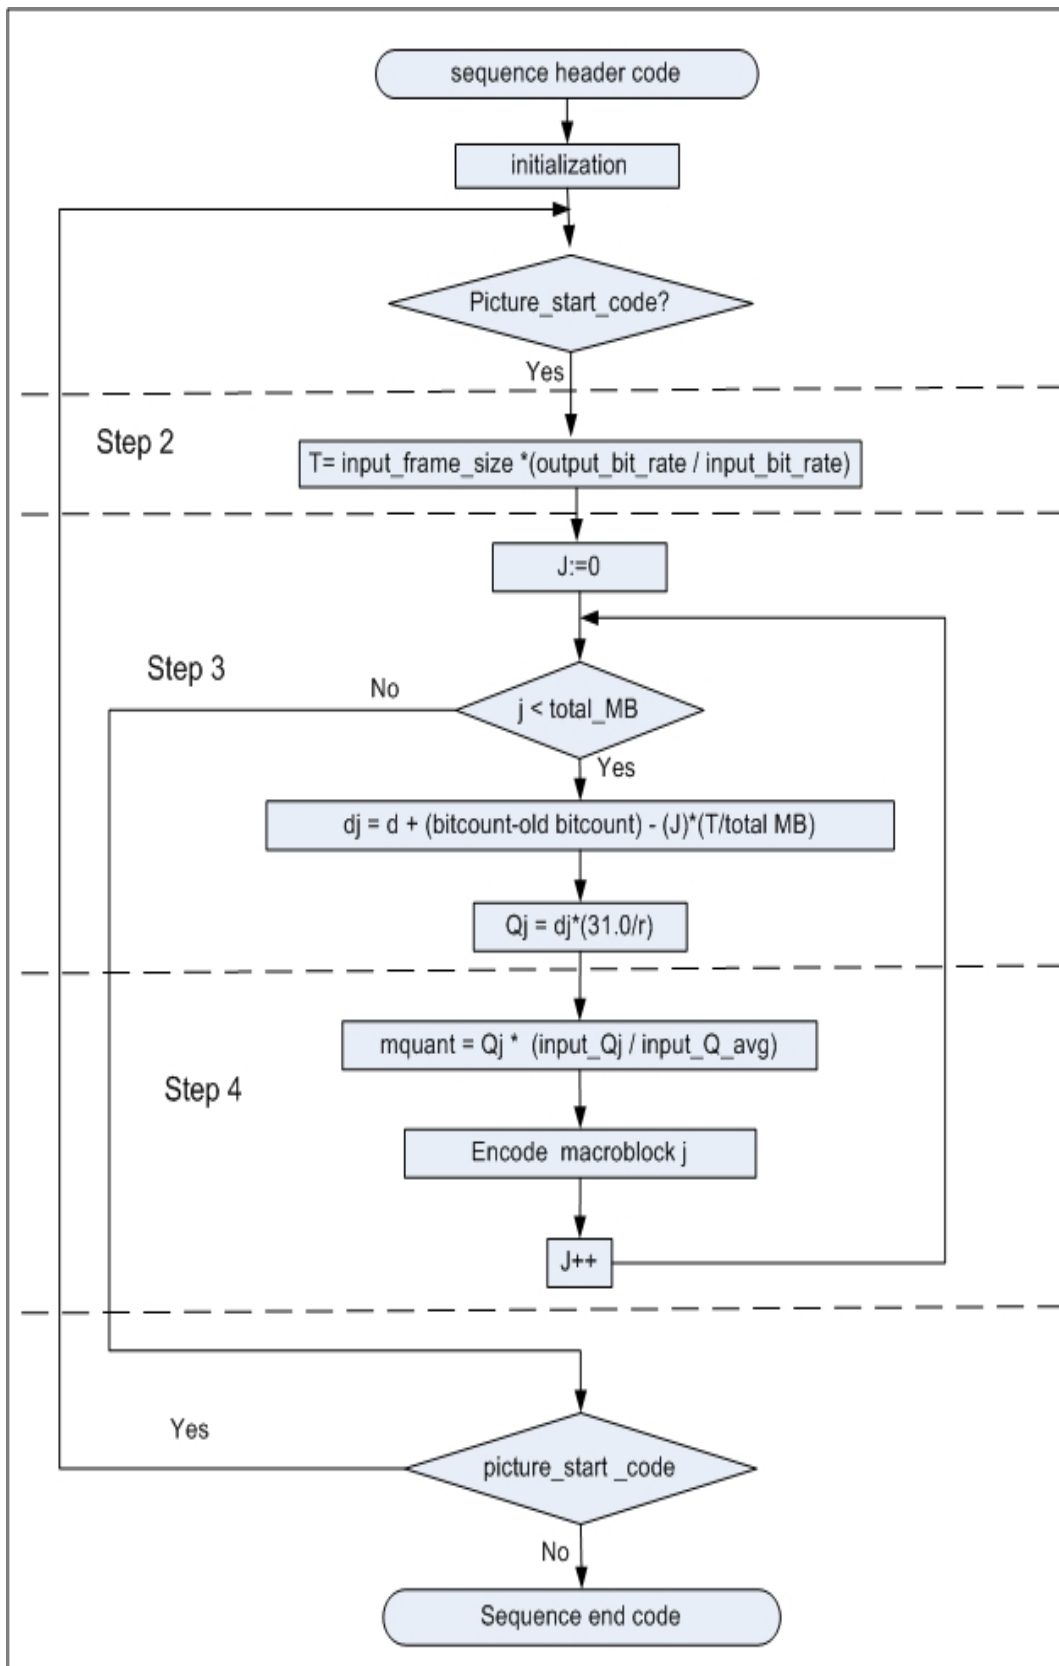 sequence header code
initialization
Picture_start_code?
Yes
Step 2
T= input_frame_size *(output_bit_rate / input_bit_rate)
J:=0
Step 3
No
j < total_MB
Yes
dj = d + (bitcount-old bitcount) - (J)*(T/total MB)
Qj = dj*(31.0/r)
mquant = Qj * (input_Qj / input_Q_avg)
Step 4
Encode macroblock j
J++
Yes
picture_start _code
No
Sequence end code